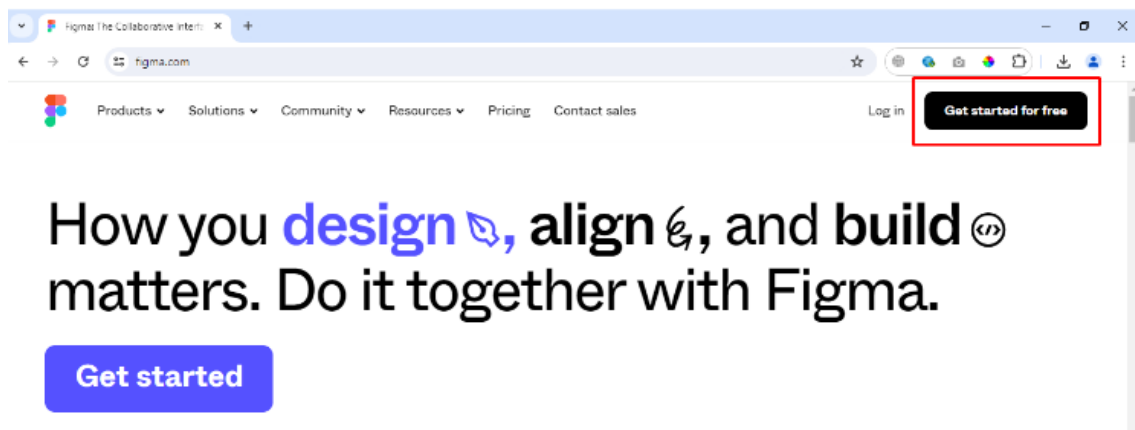 Figma: The Collaborative Interfa
figma.com
Products Solutions Community Resources Pricing Contact sales Log in Get started for free
How you design, align, and build
matters. Do it together with Figma.
Get started